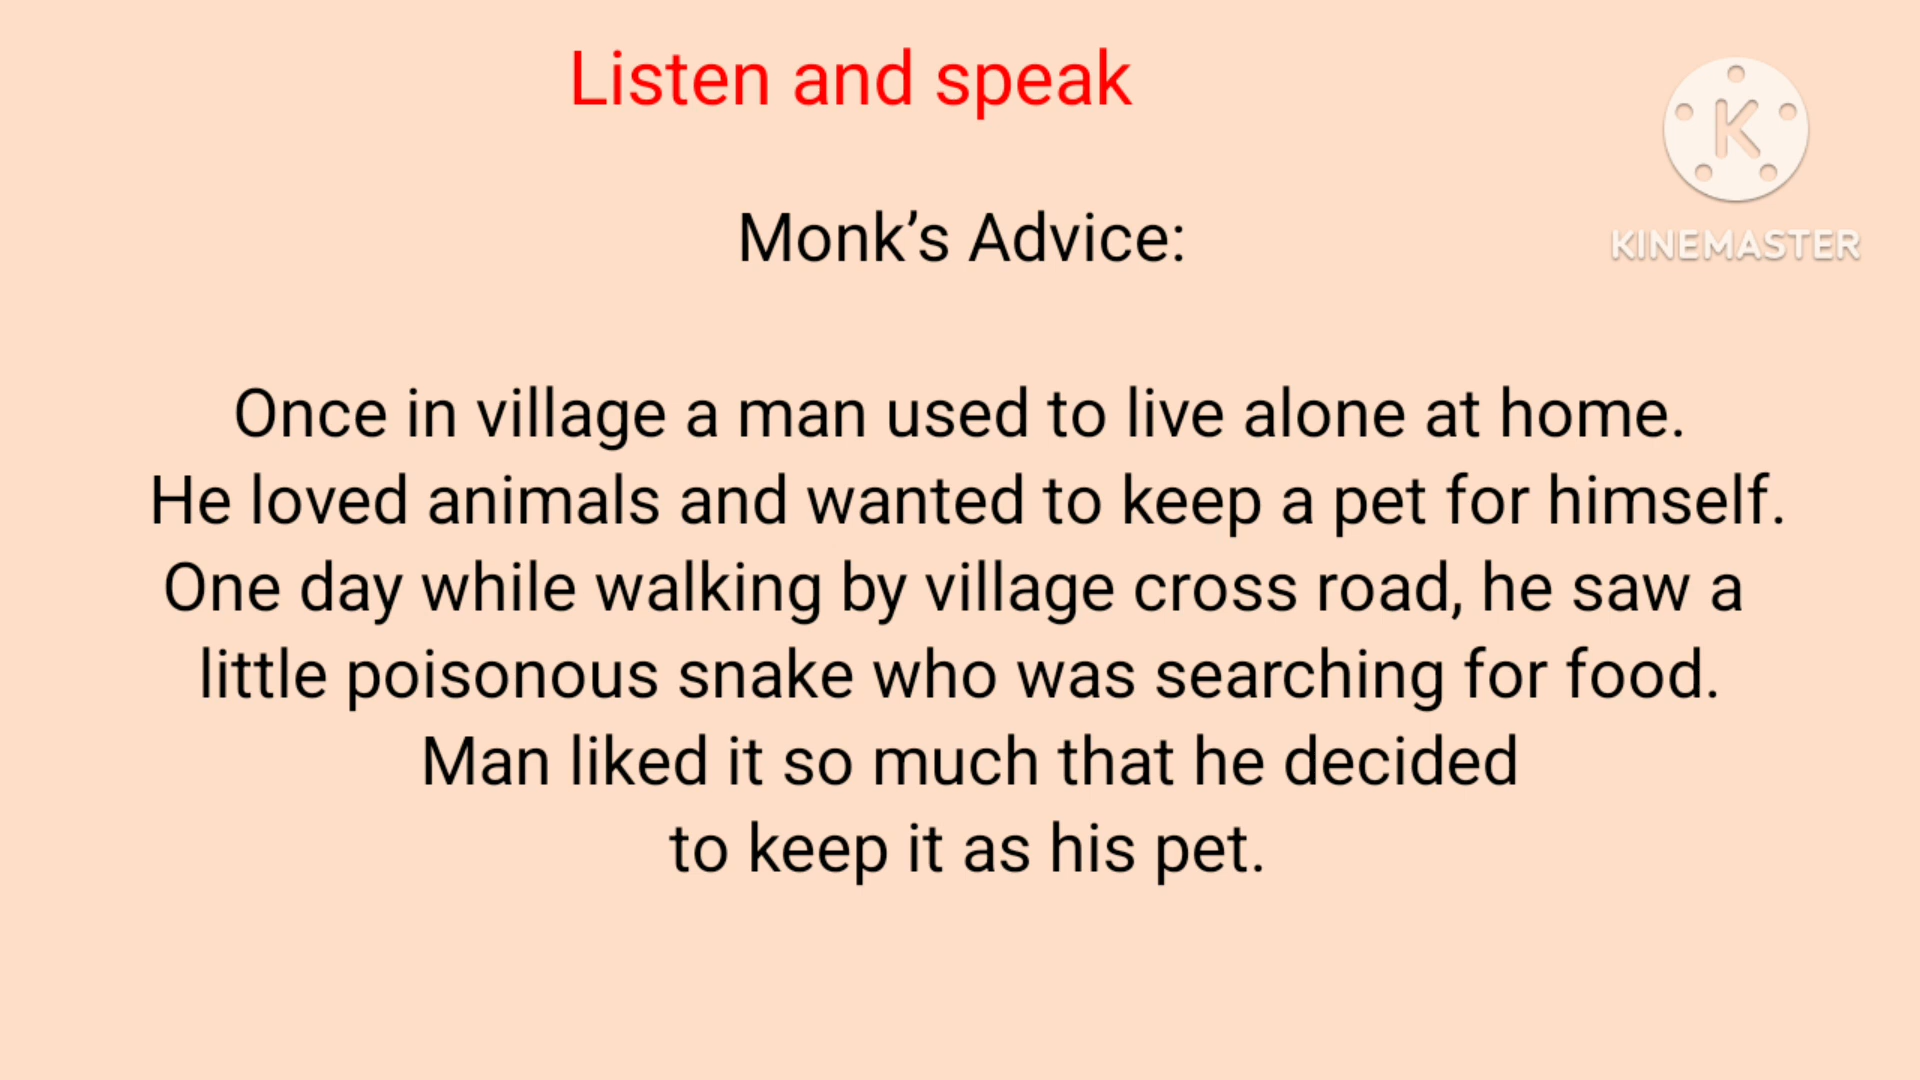 Listen and speak
K
KINEMASTER
Monk’s Advice:
Once in village a man used to live alone at home.
He loved animals and wanted to keep a pet for himself.
One day while walking by village cross road, he saw a
little poisonous snake who was searching for food.
Man liked it so much that he decided
to keep it as his pet.